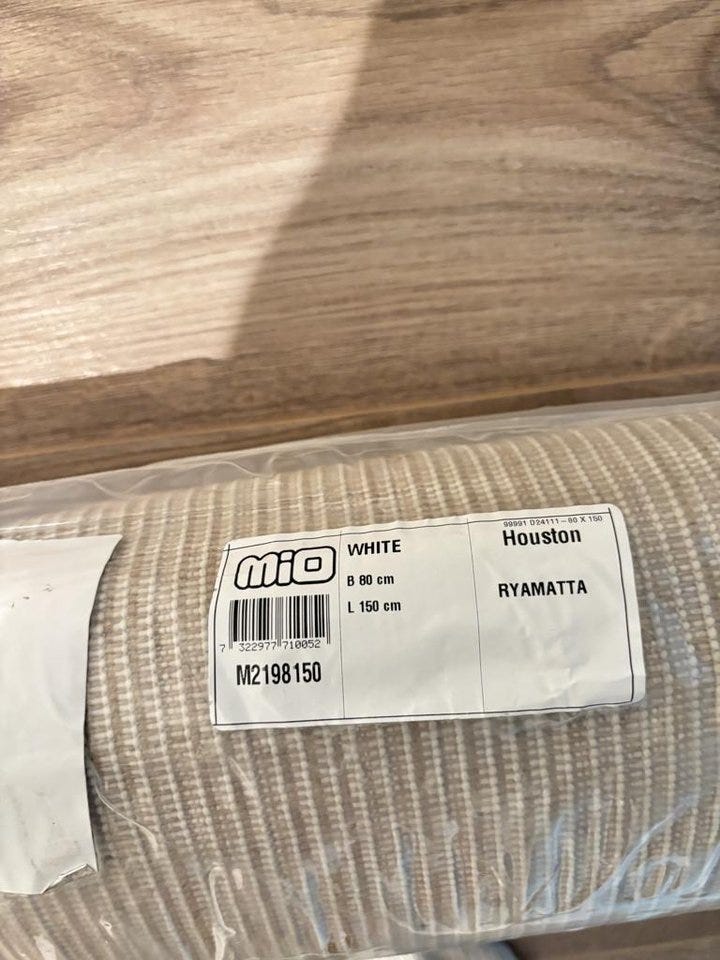 mio
7 322977 710052
M2198150
WHITE
B 80 cm
L 150 cm
99991 D24111-80 X 150
Houston
RYAMATTA